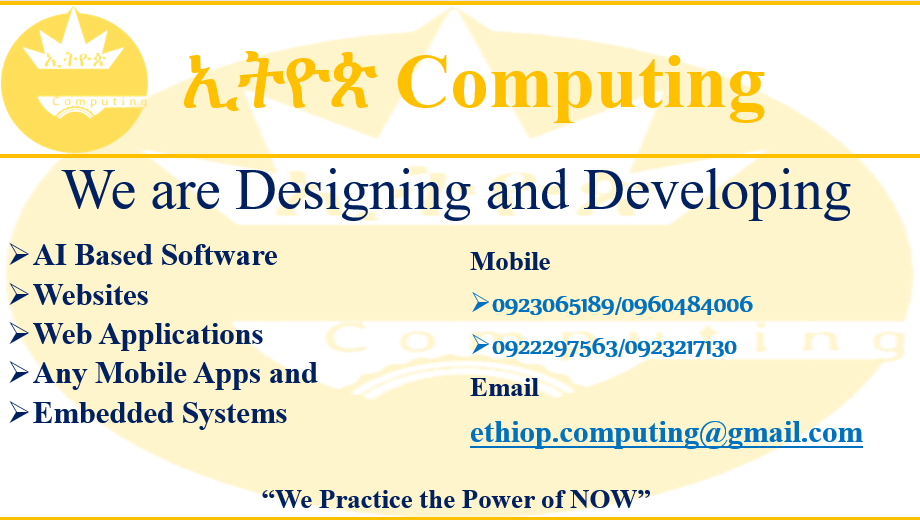 ኢትዮጵ
Computing
ኢትዮጵ Computing
We are Designing and Developing
AI Based Software
Websites
Web Applications
Any Mobile Apps and
Embedded Systems
Mobile
0923065189/0960484006
0922297563/0923217130
Email
ethiop.computing@gmail.com
Computing
“We Practice the Power of NOW”